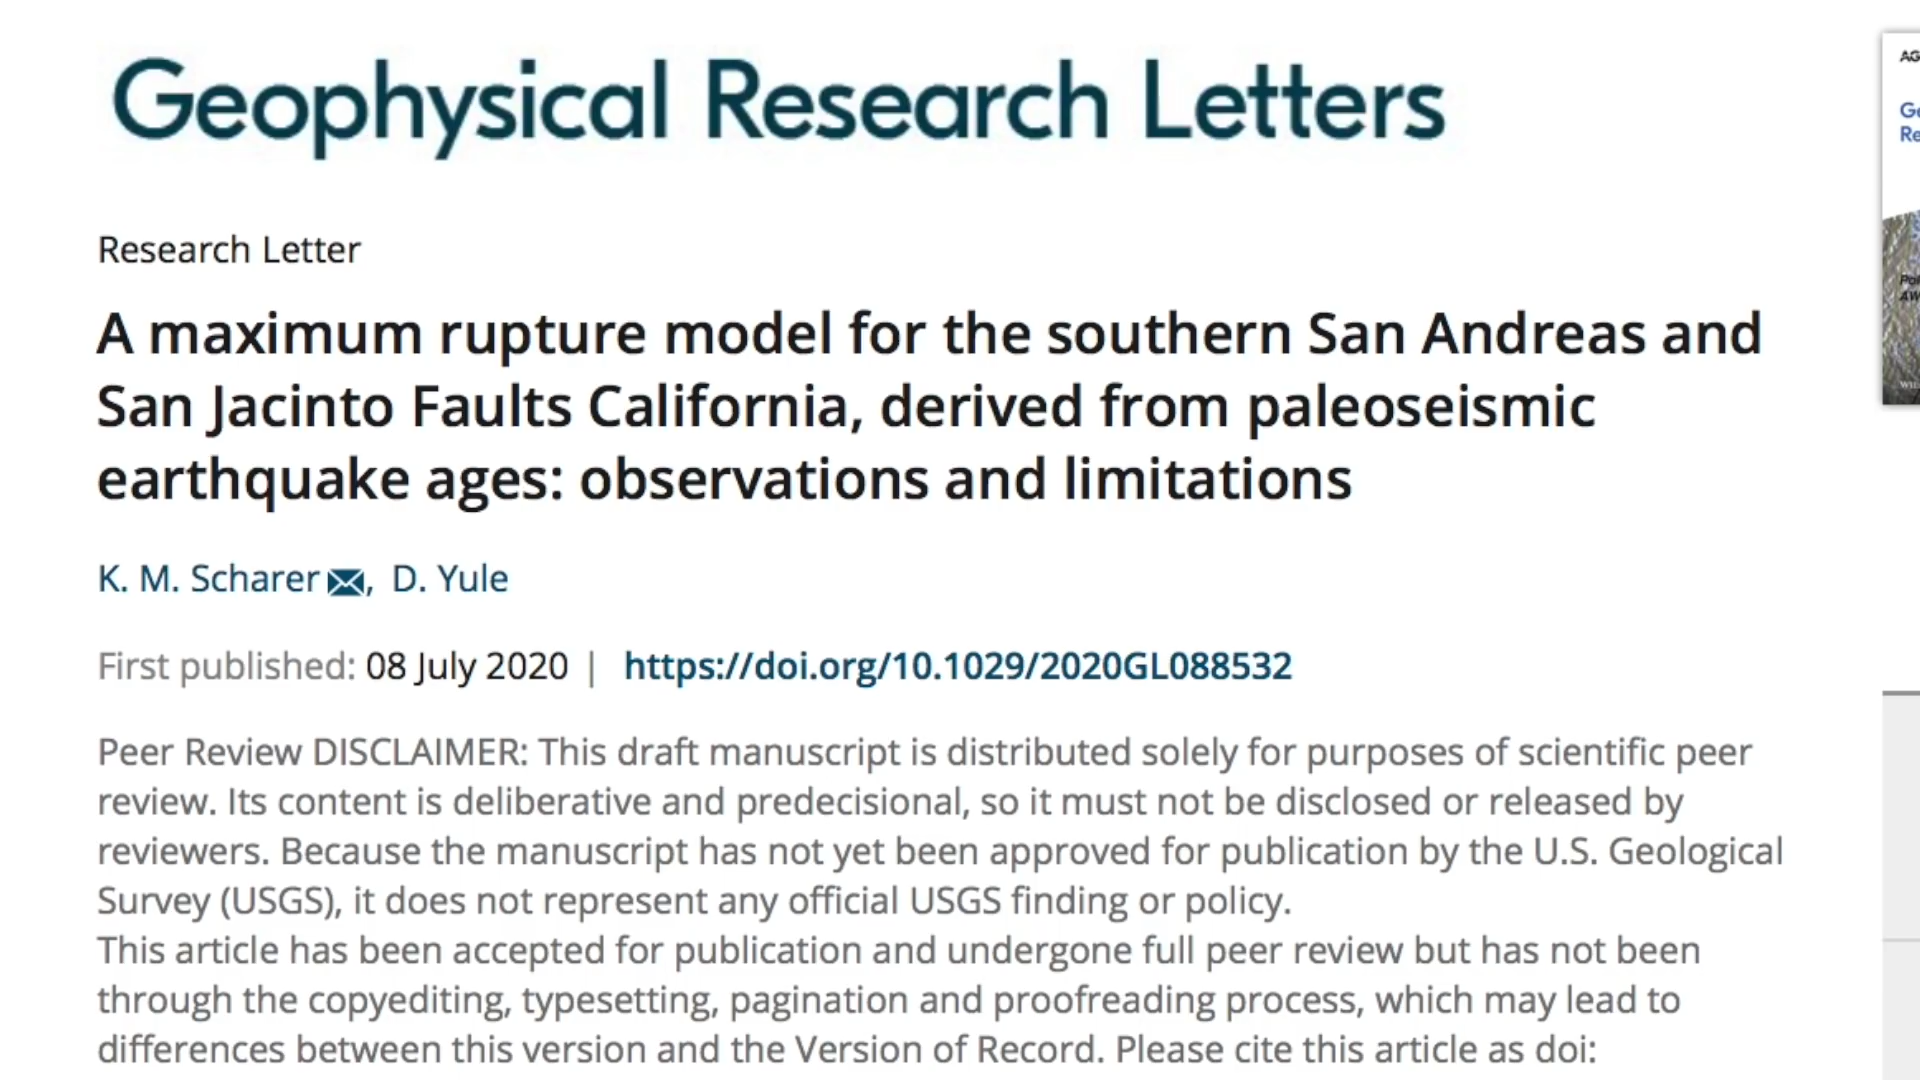 Geophysical Research Letters
Research Letter
A maximum rupture model for the southern San Andreas and
San Jacinto Faults California, derived from paleoseismic
earthquake ages: observations and limitations
K. M. Scharer, D. Yule
First published: 08 July 2020 | https://doi.org/10.1029/2020GL088532
Peer Review DISCLAIMER: This draft manuscript is distributed solely for purposes of scientific peer
review. Its content is deliberative and predecisional, so it must not be disclosed or released by
reviewers. Because the manuscript has not yet been approved for publication by the U.S. Geological
Survey (USGS), it does not represent any official USGS finding or policy.
This article has been accepted for publication and undergone full peer review but has not been
through the copyediting, typesetting, pagination and proofreading process, which may lead to
differences between this version and the Version of Record. Please cite this article as doi:
AG
Ge
Re